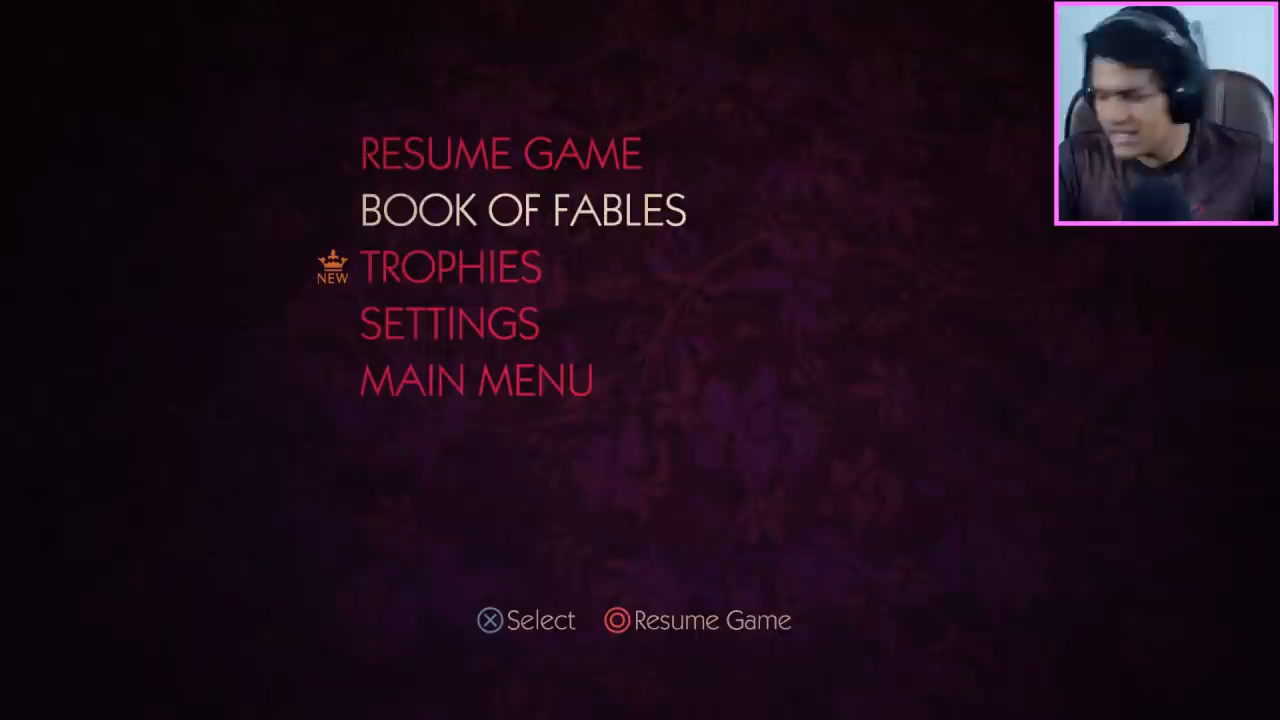 RESUME GAME
BOOK OF FABLES
NEW TROPHIES
SETTINGS
MAIN MENU
Select Resume Game